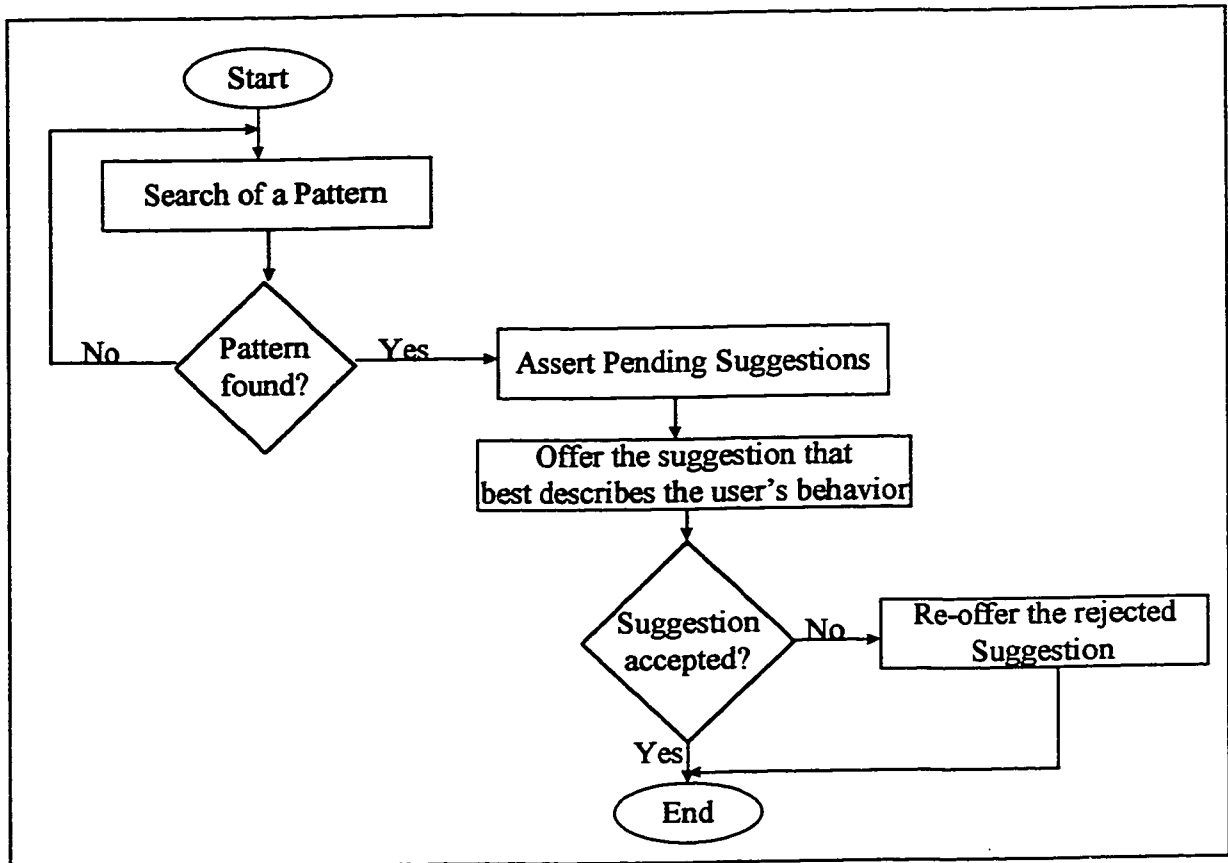 Start
Search of a Pattern
Pattern
found?
No
Yes
Assert Pending Suggestions
Offer the suggestion that
best describes the user's behavior
Suggestion
accepted?
No
Re-offer the rejected
Suggestion
Yes
End